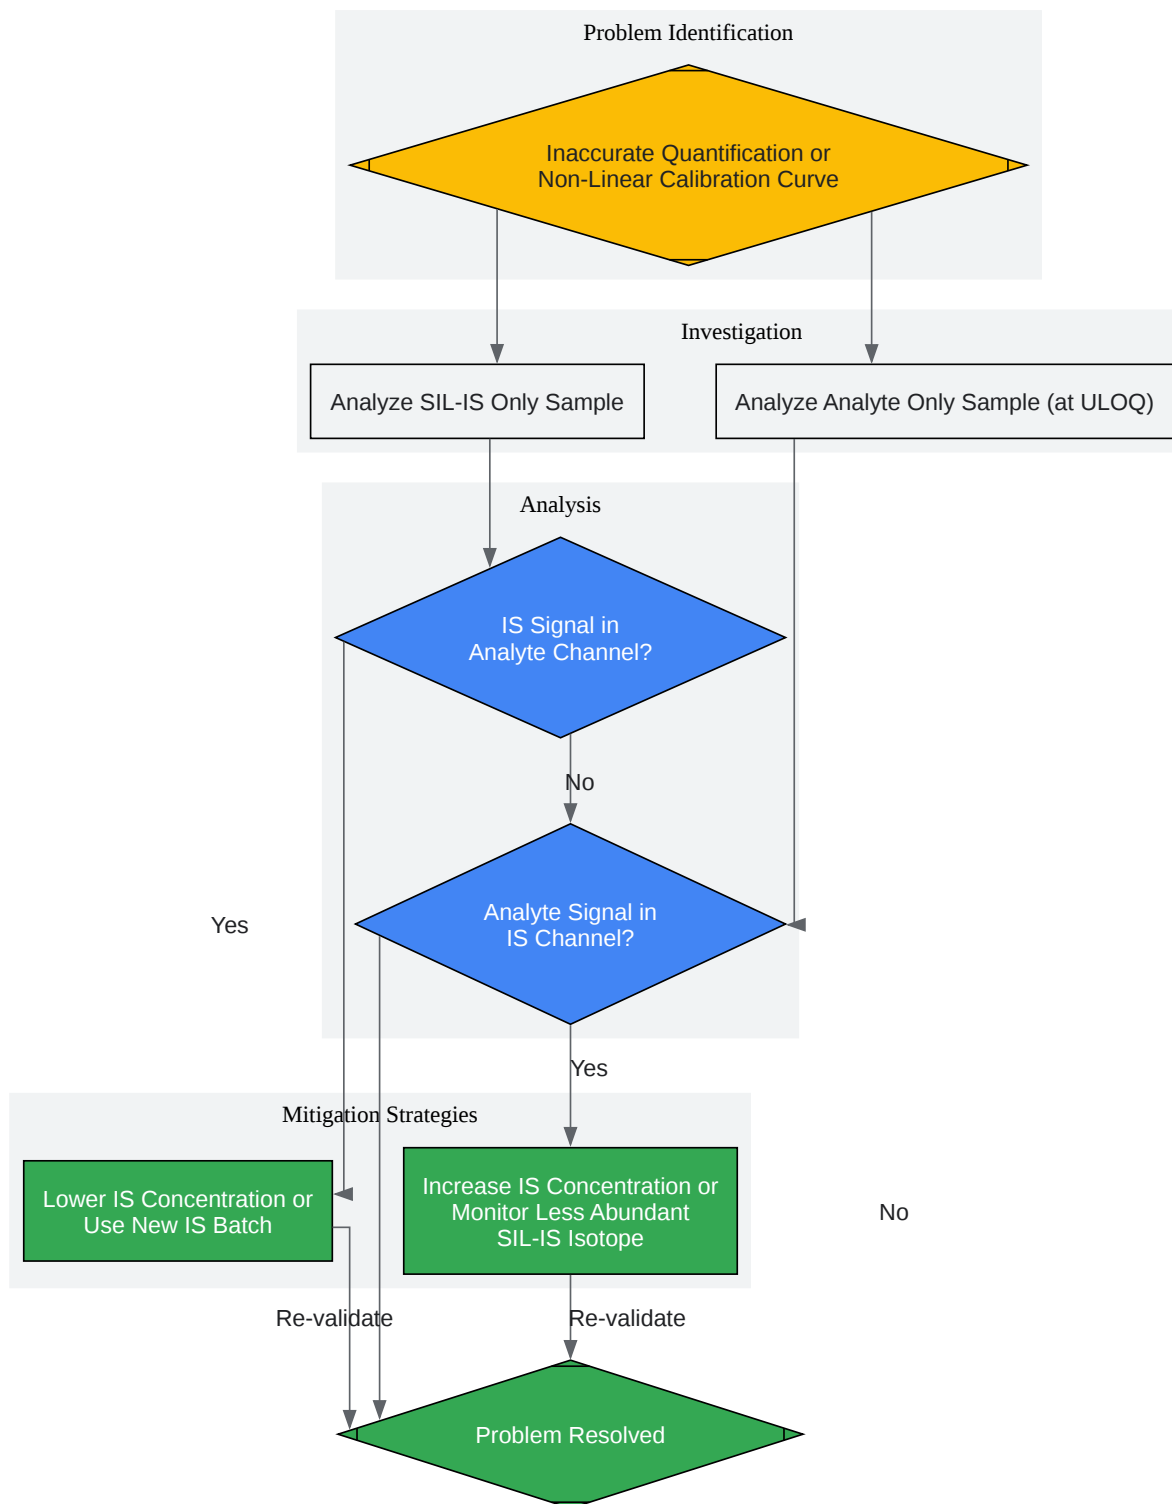 Problem Identification
Inaccurate Quantification or
Non-Linear Calibration Curve
Investigation
Analyze SIL-IS Only Sample
Analyze Analyte Only Sample (at ULOQ)
Analysis
IS Signal in
Analyte Channel?
No
Analyte Signal in
IS Channel?
Yes
Yes
Mitigation Strategies
Lower IS Concentration or
Use New IS Batch
Increase IS Concentration or
Monitor Less Abundant
SIL-IS Isotope
No
Re-validate
Re-validate
Problem Resolved